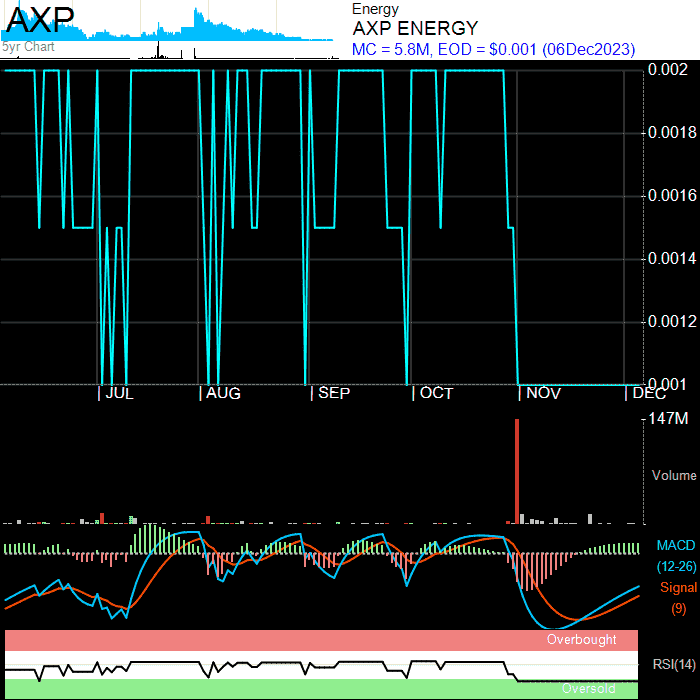 AXP
5yr Chart
Energy
AXP ENERGY
MC = 5.8M, EOD = $0.001 (06Dec2023)
0.002
0.0018
0.0016
0.0014
0.0012
0.001
JUL
AUG
SEP
OCT
NOV
DEC
147M
Volume
MACD
(12-26)
Signal
(9)
Overbought
RSI(14)
Oversold